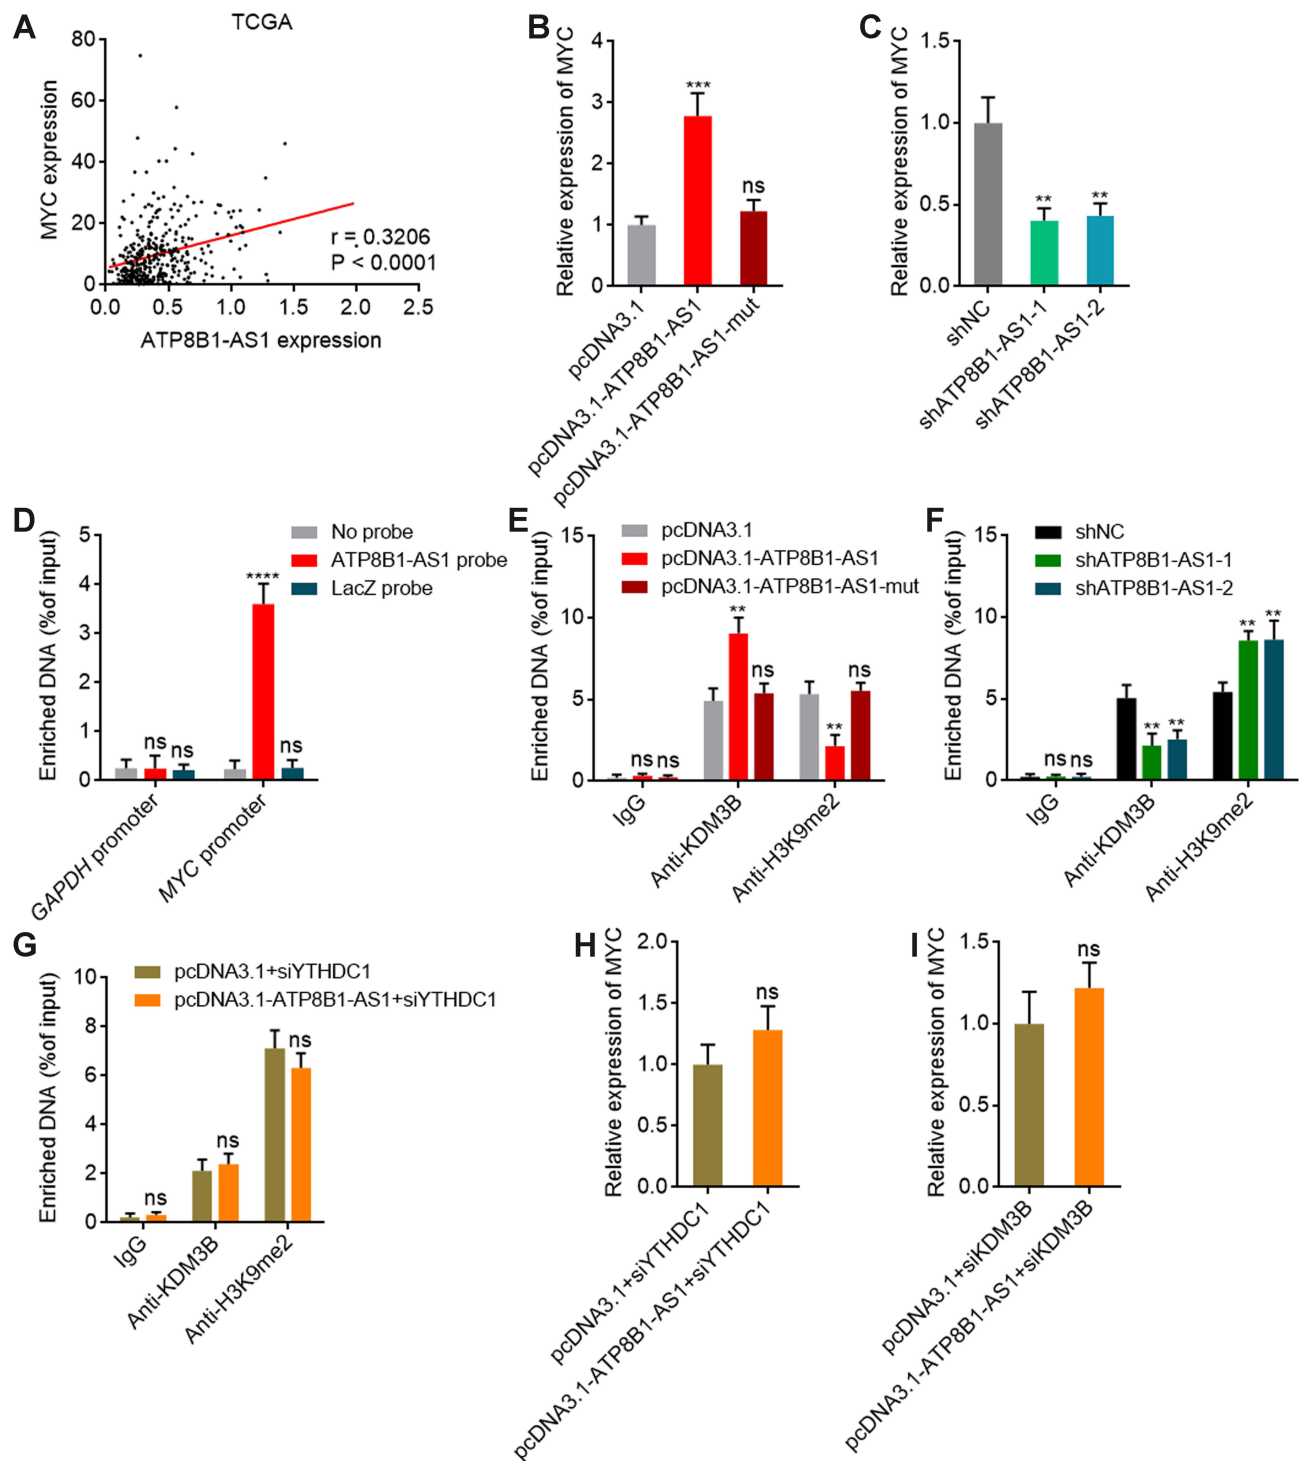 A
TCGA
MYC expression
80
60
40
20
0
r = 0.3206
P < 0.0001
0.0 0.5 1.0 1.5 2.0 2.5
ATP8B1-AS1 expression
B
Relative expression of MYC
4
3
2
1
0
***
ns
pcDNA3.1
pcDNA3.1-ATP8B1-AS1
pcDNA3.1-ATP8B1-AS1-mut
C
Relative expression of MYC
1.5
1.0
0.5
0.0
** **
shNC
shATP8B1-AS1-1
shATP8B1-AS1-2
D
Enriched DNA (%of input)
5
4
3
2
1
0
No probe
ATP8B1-AS1 probe
LacZ probe
ns ns
**** ns
GAPDH promoter
MYC promoter
E
Enriched DNA (%of input)
15
10
5
0
pcDNA3.1
pcDNA3.1-ATP8B1-AS1
pcDNA3.1-ATP8B1-AS1-mut
ns ns
** ns
** ns
IgG
Anti-KDM3B
Anti-H3K9me2
F
Enriched DNA (%of input)
15
10
5
0
shNC
shATP8B1-AS1-1
shATP8B1-AS1-2
ns ns
** **
** **
IgG
Anti-KDM3B
Anti-H3K9me2
G
Enriched DNA (%of input)
10
8
6
4
2
0
pcDNA3.1+siYTHDC1
pcDNA3.1-ATP8B1-AS1+siYTHDC1
ns
ns
ns
IgG
Anti-KDM3B
Anti-H3K9me2
H
Relative expression of MYC
2.0
1.5
1.0
0.5
0.0
ns
pcDNA3.1+siYTHDC1
pcDNA3.1-ATP8B1-AS1+siYTHDC1
I
Relative expression of MYC
1.5
1.0
0.5
0.0
ns
pcDNA3.1+siKDM3B
pcDNA3.1-ATP8B1-AS1+siKDM3B